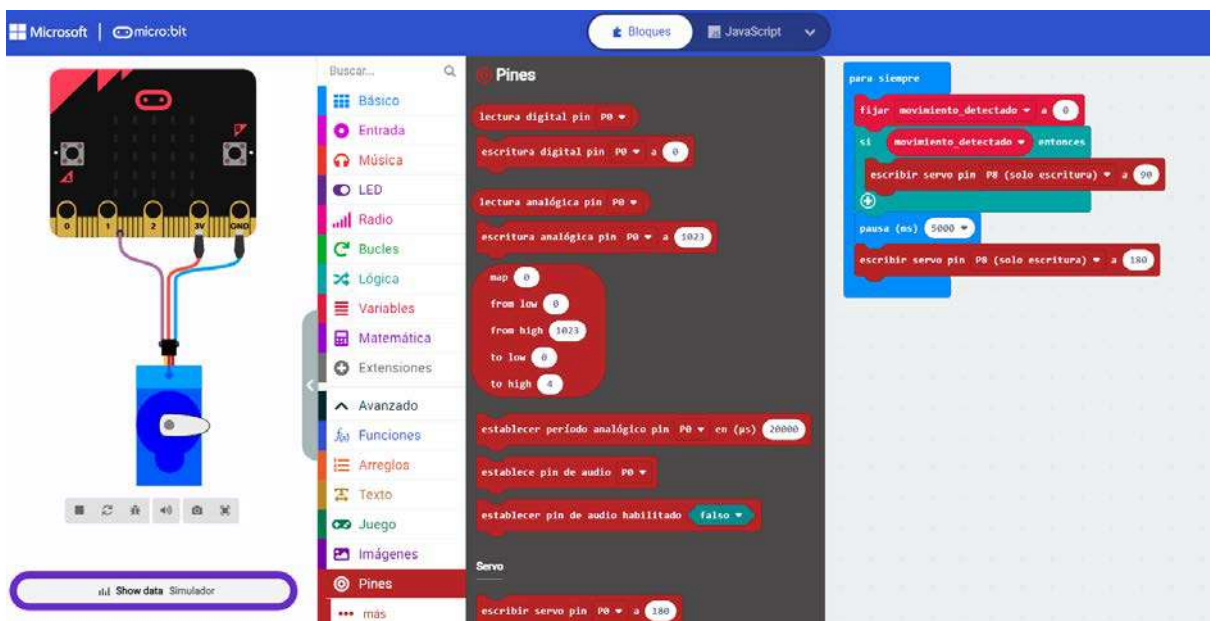 Microsoft micro:bit
Bloques JavaScript
0 1 2 3V GND
Show data Simulador
Buscar...
Básico
Entrada
Música
LED
Radio
Bucles
Lógica
Variables
Matemática
Extensiones
Avanzado
Funciones
Arreglos
Texto
Juego
Imágenes
Pines
más
Pines
lectura digital pin P0
escritura digital pin P0 a 0
lectura analógica pin P0
escritura analógica pin P0 a 1023
map 0
from low 0
from high 1023
to low 0
to high 4
establecer período analógico pin P0 en (µs) 20000
establece pin de audio P0
establecer pin de audio habilitado falso
Servo
escribir servo pin P0 a 180
para siempre
fijar movimiento_detectado a 0
si movimiento_detectado entonces
escribir servo pin P8 (solo escritura) a 90
pausa (ms) 5000
escribir servo pin P8 (solo escritura) a 180